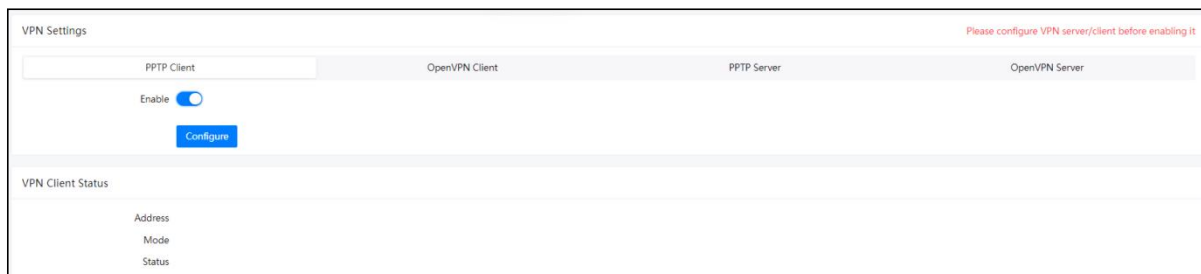 VPN Settings Please configure VPN server/client before enabling it
PPTP Client OpenVPN Client PPTP Server OpenVPN Server
Enable
Configure
VPN Client Status
Address
Mode
Status